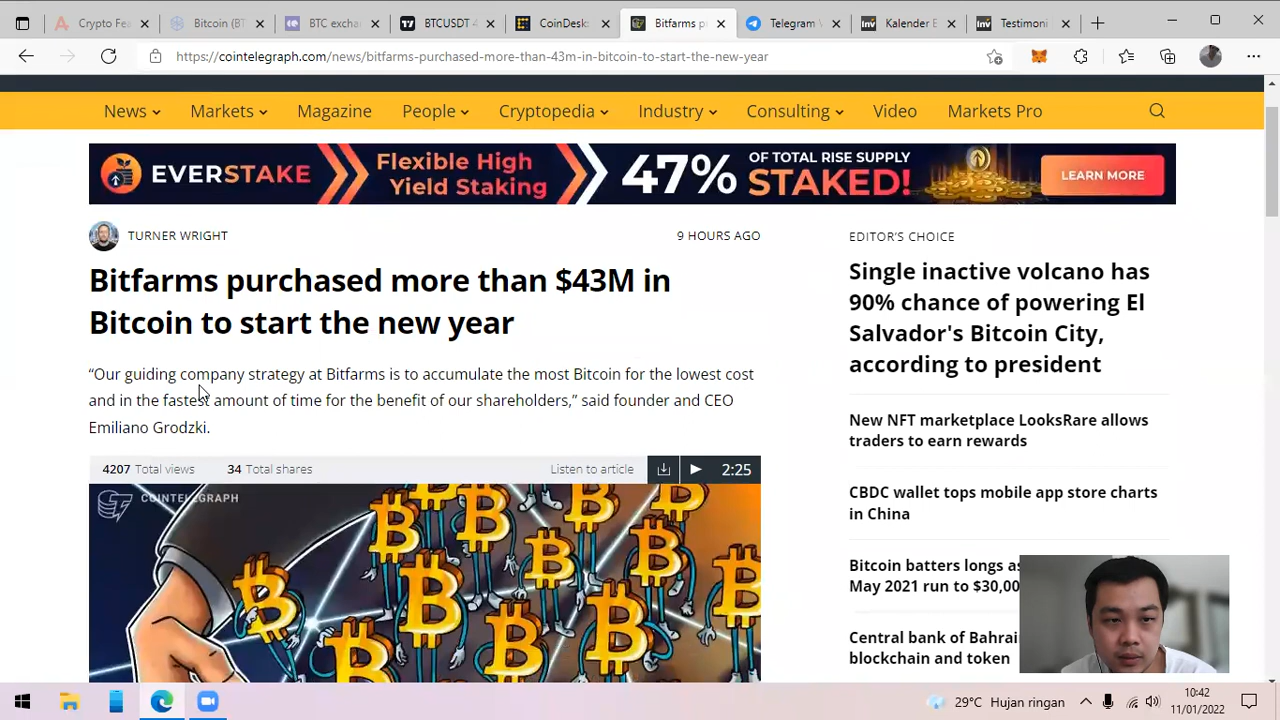 Crypto Fea
Bitcoin (BT
BTC exchan
BTCUSDT 4
CoinDesk
Bitfarms p
Telegram V
Kalender E
Testimoni
https://cointelegraph.com/news/bitfarms-purchased-more-than-43m-in-bitcoin-to-start-the-new-year
News
Markets
Magazine
People
Cryptopedia
Industry
Consulting
Video
Markets Pro
EVERSTAKE
Flexible High
Yield Staking
47%
OF TOTAL RISE SUPPLY
STAKED!
LEARN MORE
TURNER WRIGHT
9 HOURS AGO
Bitfarms purchased more than $43M in
Bitcoin to start the new year
“Our guiding company strategy at Bitfarms is to accumulate the most Bitcoin for the lowest cost
and in the fastest amount of time for the benefit of our shareholders,” said founder and CEO
Emiliano Grodzki.
4207 Total views
34 Total shares
Listen to article
2:25
COINTELEGRAPH
EDITOR’S CHOICE
Single inactive volcano has
90% chance of powering El
Salvador's Bitcoin City,
according to president
New NFT marketplace LooksRare allows
traders to earn rewards
CBDC wallet tops mobile app store charts
in China
Bitcoin batters longs as
May 2021 run to $30,00
Central bank of Bahrai
blockchain and token
29°C Hujan ringan
10:42
11/01/2022